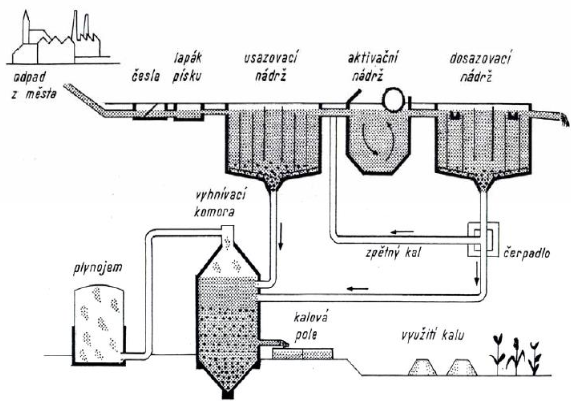 odpad
z města
česla
lapák
písku
usazovací
nádrž
aktivační
nádrž
dosazovací
nádrž
vyhnívací
komora
plynojem
zpětný kal
čerpadlo
kalová
pole
využití kalu